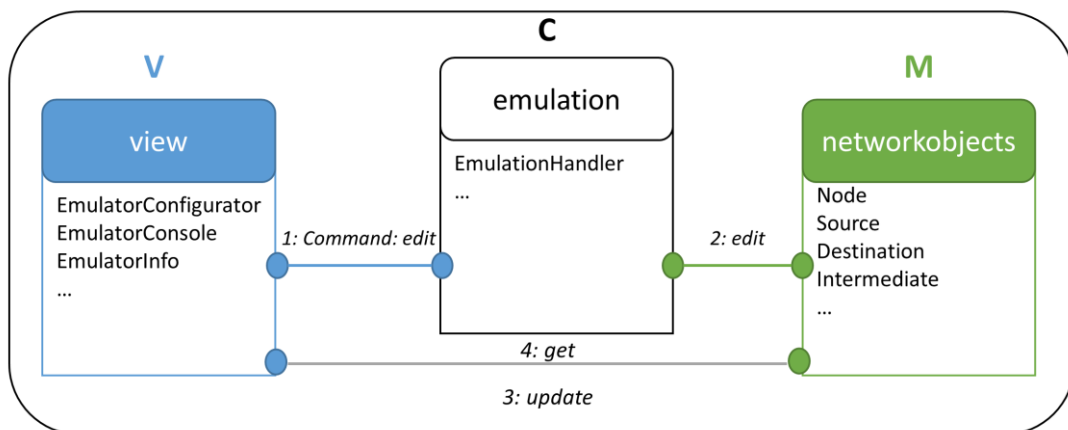 C
V
M
view
emulation
networkobjects
EmulatorConfigurator
EmulatorConsole
EmulatorInfo
…
EmulationHandler
…
Node
Source
Destination
Intermediate
…
1: Command: edit
2: edit
4: get
3: update